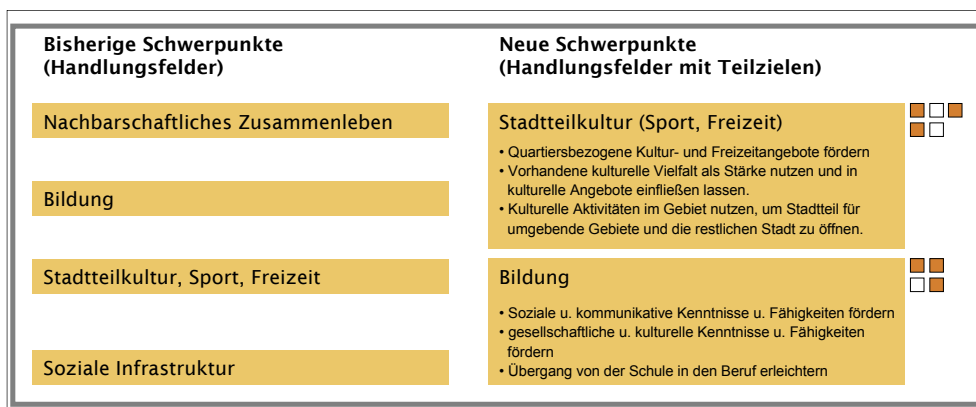 Bisherige Schwerpunkte
(Handlungsfelder)
Nachbarschaftliches Zusammenleben
Bildung
Stadtteilkultur, Sport, Freizeit
Soziale Infrastruktur
Neue Schwerpunkte
(Handlungsfelder mit Teilzielen)
Stadtteilkultur (Sport, Freizeit)
• Quartiersbezogene Kultur- und Freizeitangebote fördern
• Vorhandene kulturelle Vielfalt als Stärke nutzen und in
kulturelle Angebote einfließen lassen.
• Kulturelle Aktivitäten im Gebiet nutzen, um Stadtteil für
umgebende Gebiete und die restlichen Stadt zu öffnen.
Bildung
• Soziale u. kommunikative Kenntnisse u. Fähigkeiten fördern
• gesellschaftliche u. kulturelle Kenntnisse u. Fähigkeiten
fördern
• Übergang von der Schule in den Beruf erleichtern